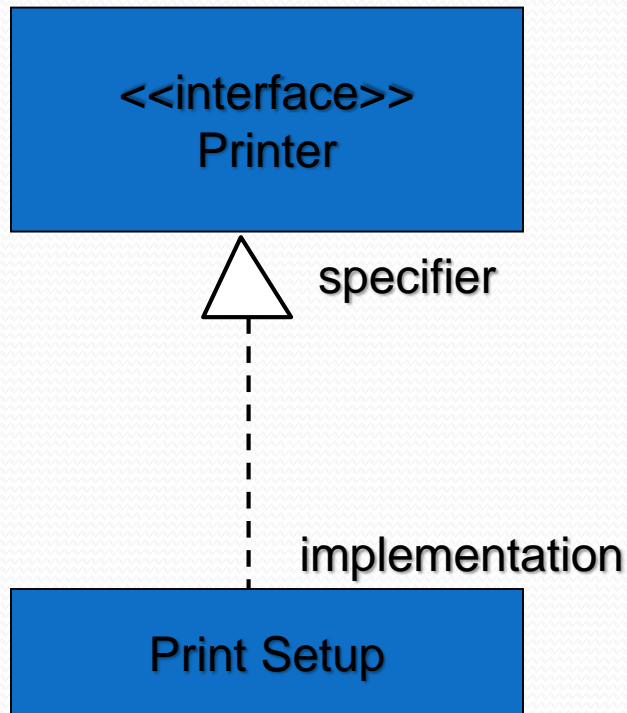 <<interface>>
Printer
specifier
implementation
Print Setup